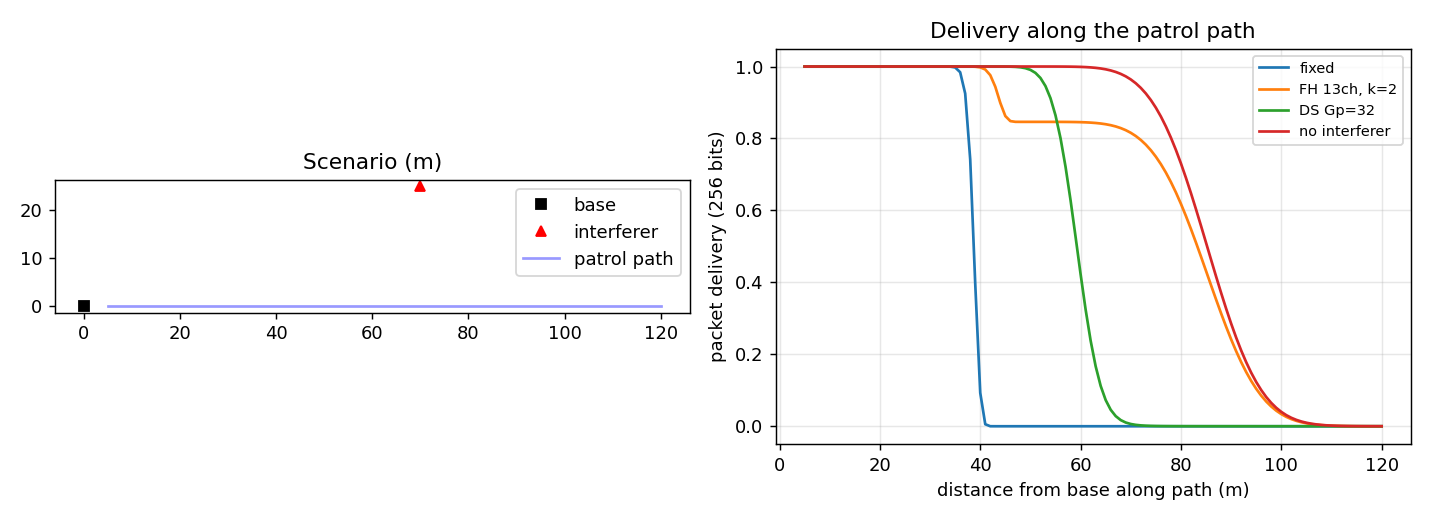 Scenario (m)
20
10
0
0 20 40 60 80 100 120
base
interferer
patrol path
Delivery along the patrol path
packet delivery (256 bits)
1.0
0.8
0.6
0.4
0.2
0.0
0 20 40 60 80 100 120
distance from base along path (m)
fixed
FH 13ch, k=2
DS Gp=32
no interferer